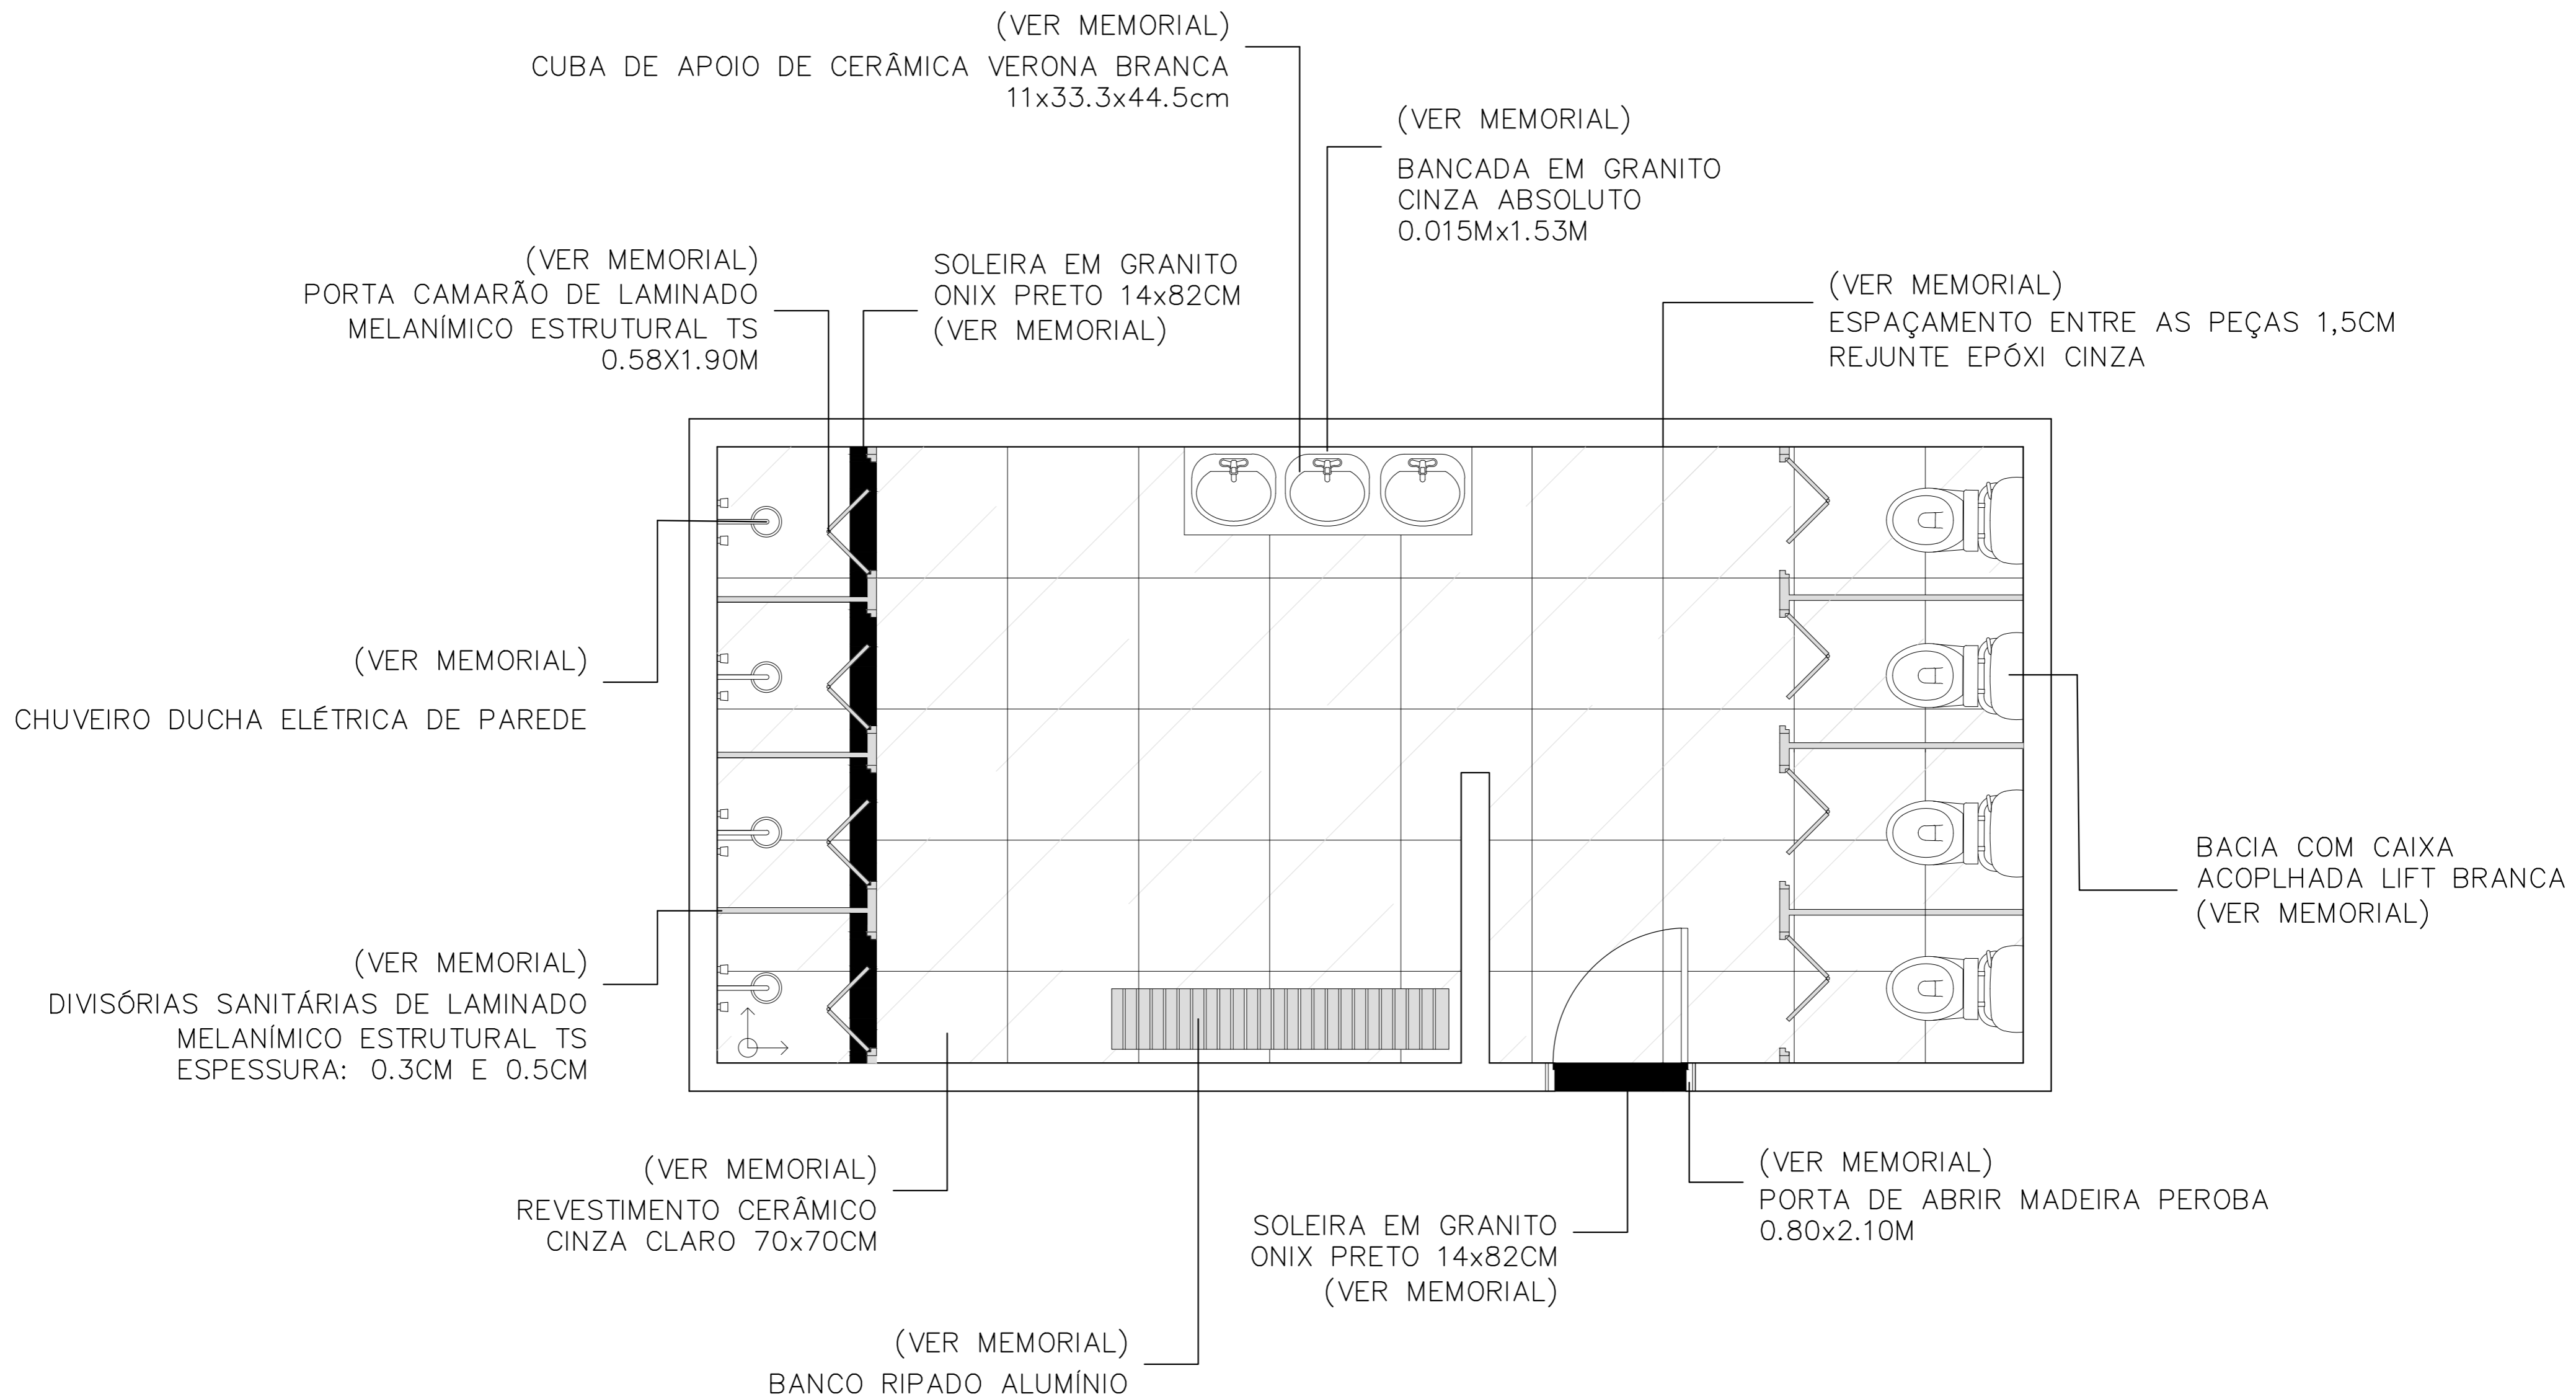 (VER MEMORIAL)
CUBA DE APOIO DE CERÂMICA VERONA BRANCA
11x33.3x44.5cm
(VER MEMORIAL)
BANCADA EM GRANITO
CINZA ABSOLUTO
0.015Mx1.53M
(VER MEMORIAL)
PORTA CAMARÃO DE LAMINADO
MELANÍMICO ESTRUTURAL TS
0.58X1.90M
SOLEIRA EM GRANITO
ONIX PRETO 14x82CM
(VER MEMORIAL)
(VER MEMORIAL)
ESPAÇAMENTO ENTRE AS PEÇAS 1,5CM
REJUNTE EPÓXI CINZA
(VER MEMORIAL)
CHUVEIRO DUCHA ELÉTRICA DE PAREDE
BACIA COM CAIXA
ACOPLHADA LIFT BRANCA
(VER MEMORIAL)
(VER MEMORIAL)
DIVISÓRIAS SANITÁRIAS DE LAMINADO
MELANÍMICO ESTRUTURAL TS
ESPESSURA: 0.3CM E 0.5CM
(VER MEMORIAL)
REVESTIMENTO CERÂMICO
CINZA CLARO 70x70CM
(VER MEMORIAL)
PORTA DE ABRIR MADEIRA PEROBA
0.80x2.10M
SOLEIRA EM GRANITO
ONIX PRETO 14x82CM
(VER MEMORIAL)
(VER MEMORIAL)
BANCO RIPADO ALUMÍNIO